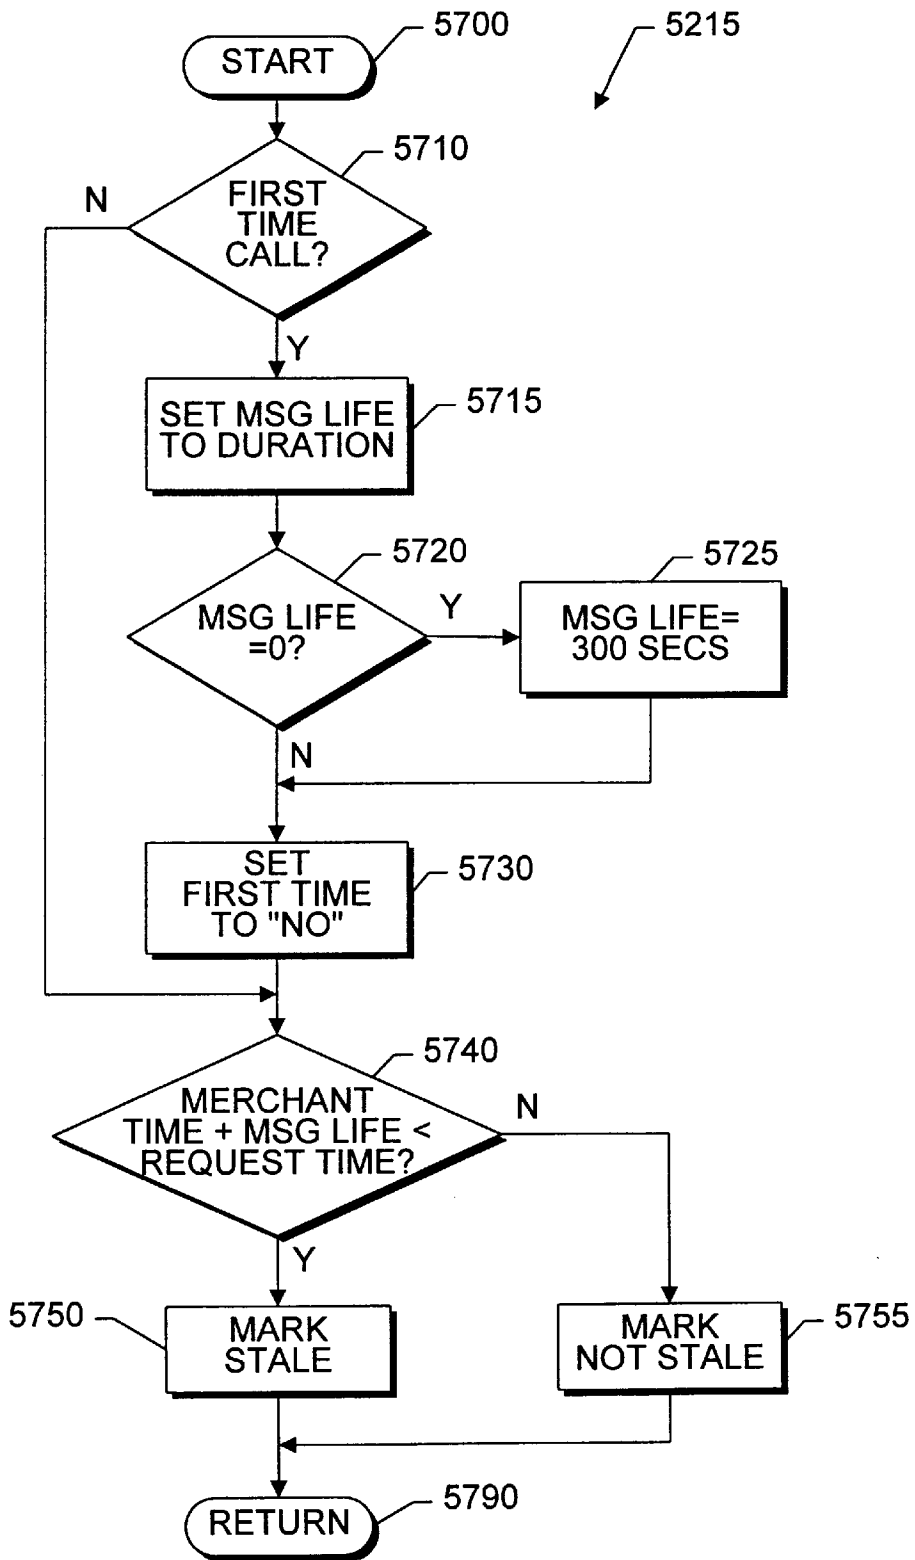 5700
5215
START
5710
N
FIRST
TIME
CALL?
Y
SET MSG LIFE
TO DURATION
5715
5720
5725
MSG LIFE
=0?
Y
MSG LIFE=
300 SECS
N
SET
FIRST TIME
TO "NO"
5730
5740
MERCHANT
TIME + MSG LIFE <
REQUEST TIME?
N
Y
5750
MARK
STALE
MARK
NOT STALE
5755
RETURN
5790